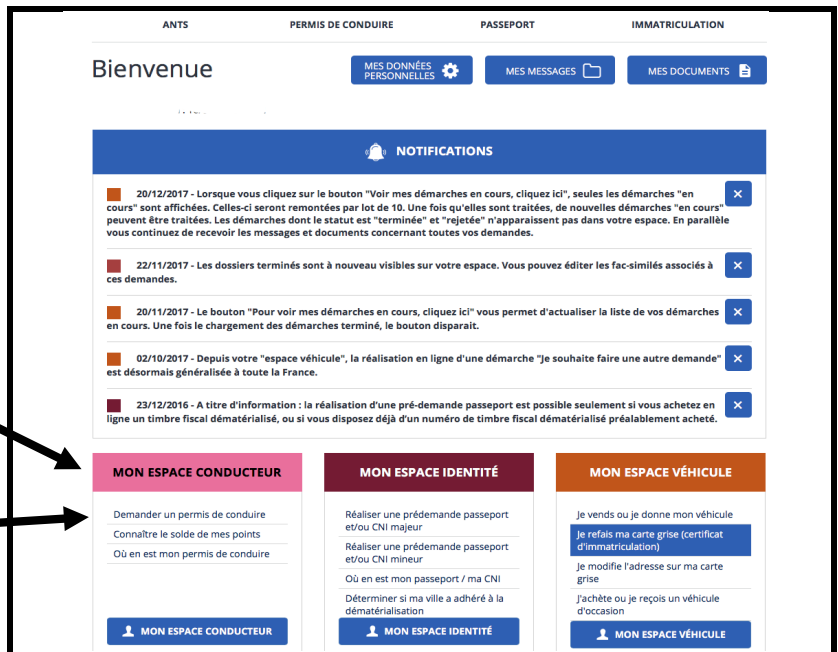 ANTS PERMIS DE CONDUIRE PASSEPORT IMMATRICULATION
Bienvenue
MES DONNÉES
PERSONNELLES
MES MESSAGES
MES DOCUMENTS
NOTIFICATIONS
20/12/2017 - Lorsque vous cliquez sur le bouton "Voir mes démarches en cours, cliquez ici", seules les démarches "en
cours" sont affichées. Celles-ci seront remontées par lot de 10. Une fois qu'elles sont traitées, de nouvelles démarches "en cours"
peuvent être traitées. Les démarches dont le statut est "terminée" et "rejetée" n'apparaissent pas dans votre espace. En parallèle
vous continuez de recevoir les messages et documents concernant toutes vos demandes.
22/11/2017 - Les dossiers terminés sont à nouveau visibles sur votre espace. Vous pouvez éditer les fac-similés associés à
ces demandes.
20/11/2017 - Le bouton "Pour voir mes démarches en cours, cliquez ici" vous permet d'actualiser la liste de vos démarches
en cours. Une fois le chargement des démarches terminé, le bouton disparait.
02/10/2017 - Depuis votre "espace véhicule", la réalisation en ligne d'une démarche "Je souhaite faire une autre demande"
est désormais généralisée à toute la France.
23/12/2016 - A titre d'information : la réalisation d'une pré-demande passeport est possible seulement si vous achetez en
ligne un timbre fiscal dématérialisé, ou si vous disposez déjà d'un numéro de timbre fiscal dématérialisé préalablement acheté.
MON ESPACE CONDUCTEUR
Demander un permis de conduire
Connaître le solde de mes points
Où en est mon permis de conduire
MON ESPACE CONDUCTEUR
MON ESPACE IDENTITÉ
Réaliser une prédemande passeport
et/ou CNI majeur
Réaliser une prédemande passeport
et/ou CNI mineur
Où en est mon passeport / ma CNI
Déterminer si ma ville a adhéré à la
dématérialisation
MON ESPACE IDENTITÉ
MON ESPACE VÉHICULE
Je vends ou je donne mon véhicule
Je refais ma carte grise (certificat
d'immatriculation)
Je modifie l'adresse sur ma carte
grise
J'achète ou je reçois un véhicule
d'occasion
MON ESPACE VÉHICULE